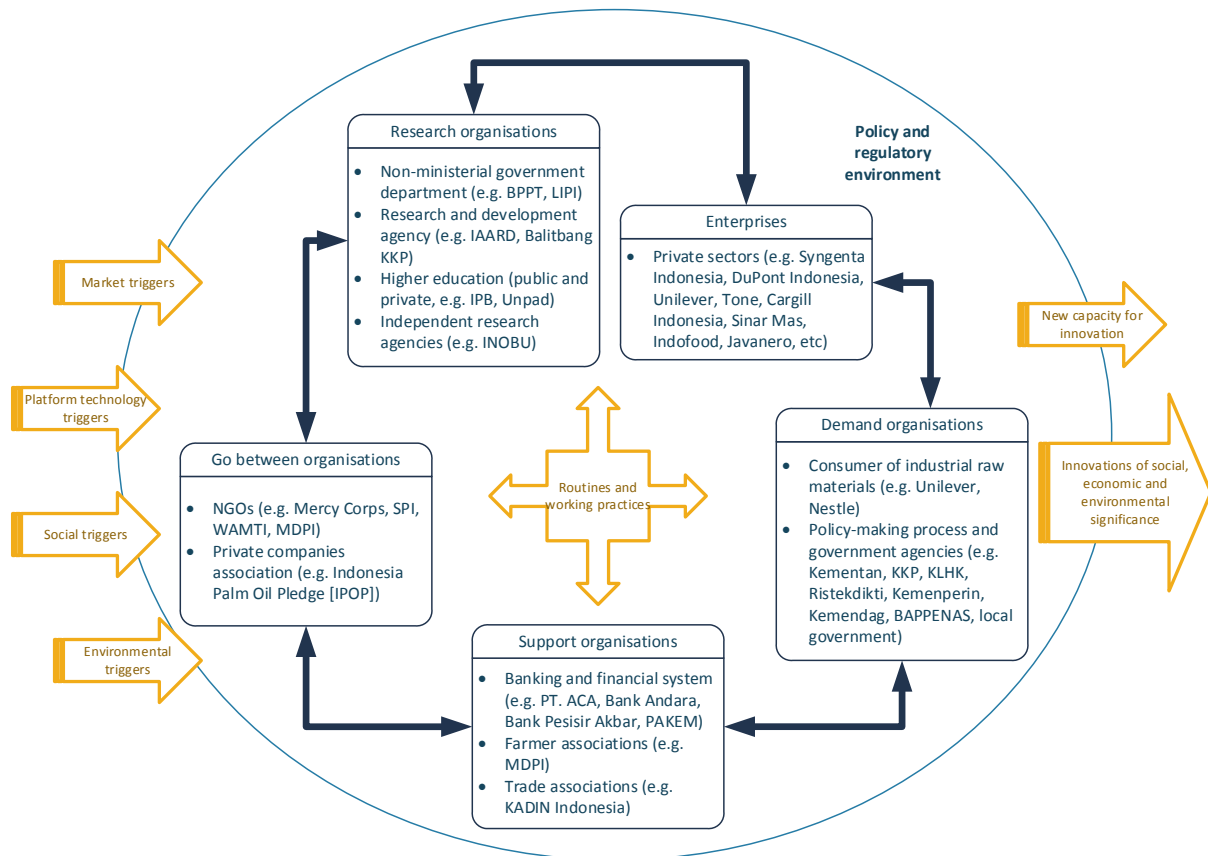 Research organisations
• Non-ministerial government
department (e.g. BPPT, LIPI)
• Research and development
agency (e.g. IAARD, Balitbang
KKP)
• Higher education (public and
private, e.g. IPB, Unpad)
• Independent research
agencies (e.g. INOBU)
Policy and
regulatory
environment
Enterprises
• Private sectors (e.g. Syngenta
Indonesia, DuPont Indonesia,
Unilever, Tone, Cargill
Indonesia, Sinar Mas,
Indofood, Javanero, etc)
Market triggers
Platform technology
triggers
Social triggers
Environmental
triggers
Go between organisations
• NGOs (e.g. Mercy Corps, SPI,
WAMTI, MDPI)
• Private companies
association (e.g. Indonesia
Palm Oil Pledge [IPOP])
Routines and
working practices
Demand organisations
• Consumer of industrial raw
materials (e.g. Unilever,
Nestle)
• Policy-making process and
government agencies (e.g.
Kementan, KKP, KLHK,
Ristekdikti, Kemenperin,
Kemendag, BAPPENAS, local
government)
New capacity for
innovation
Innovations of social,
economic and
environmental
significance
Support organisations
• Banking and financial system
(e.g. PT. ACA, Bank Andara,
Bank Pesisir Akbar, PAKEM)
• Farmer associations (e.g.
MDPI)
• Trade associations (e.g.
KADIN Indonesia)